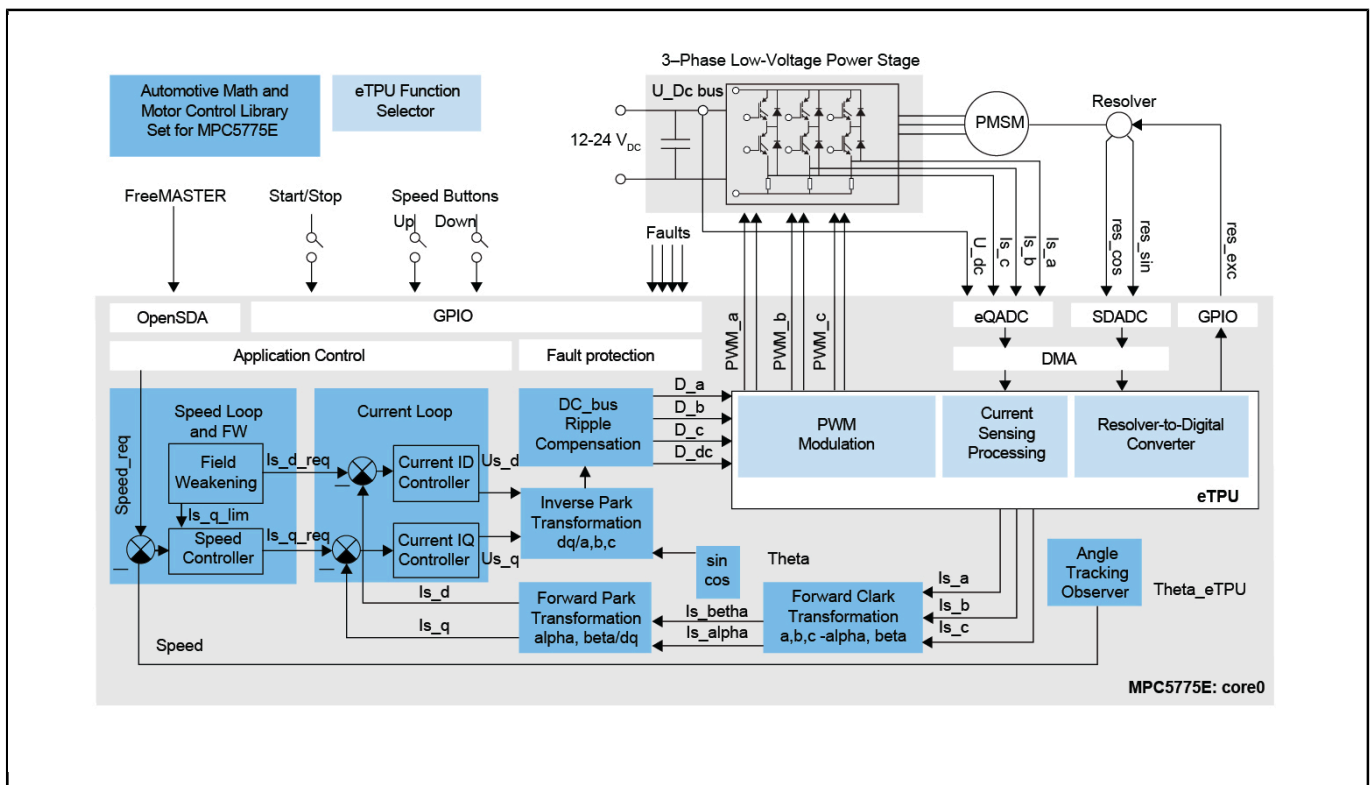 3–Phase Low-Voltage Power Stage
Automotive Math and
Motor Control Library
Set for MPC5775E
eTPU Function
Selector
U_Dc bus
12-24 V_DC
PMSM
Resolver
FreeMASTER
Start/Stop
Speed Buttons
Up
Down
Faults
U_dc
Is_c
Is_b
Is_a
res_cos
res_sin
res_exc
OpenSDA
GPIO
PWM_a
PWM_b
PWM_c
eQADC
SDADC
GPIO
Application Control
Fault protection
DMA
Speed_req
Speed Loop
and FW
Field
Weakening
Is_q_lim
Speed
Controller
Is_d_req
Is_q_req
Current Loop
Current ID
Controller
Current IQ
Controller
Us_d
Us_q
DC_bus
Ripple
Compensation
D_a
D_b
D_c
D_dc
PWM
Modulation
Current
Sensing
Processing
Resolver-to-Digital
Converter
eTPU
Inverse Park
Transformation
dq/a,b,c
sin
cos
Theta
Is_d
Is_q
Forward Park
Transformation
alpha, beta/dq
Is_betha
Is_alpha
Forward Clark
Transformation
a,b,c -alpha, beta
Is_a
Is_b
Is_c
Angle
Tracking
Observer
Theta_eTPU
Speed
MPC5775E: core0